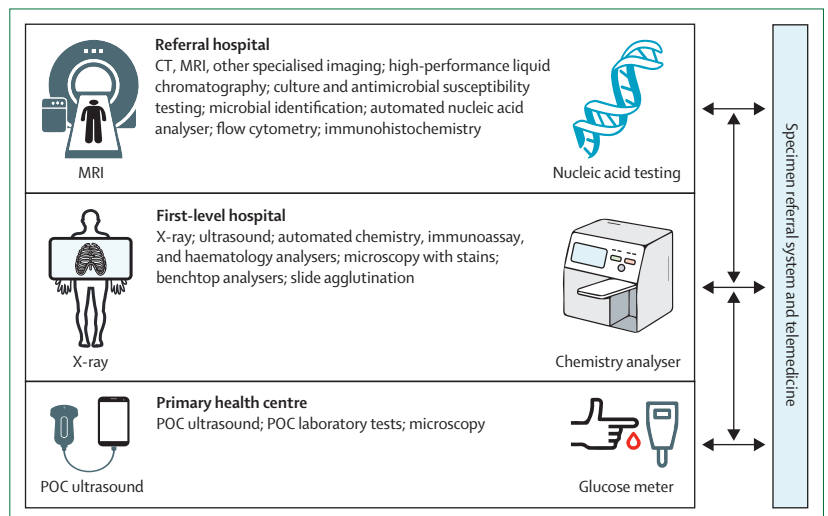 Referral hospital
CT, MRI, other specialised imaging; high-performance liquid
chromatography; culture and antimicrobial susceptibility
testing; microbial identification; automated nucleic acid
analyser; flow cytometry; immunohistochemistry
MRI
Nucleic acid testing
First-level hospital
X-ray; ultrasound; automated chemistry, immunoassay,
and haematology analysers; microscopy with stains;
benchtop analysers; slide agglutination
X-ray
Chemistry analyser
Primary health centre
POC ultrasound; POC laboratory tests; microscopy
POC ultrasound
Glucose meter
Specimen referral system and telemedicine